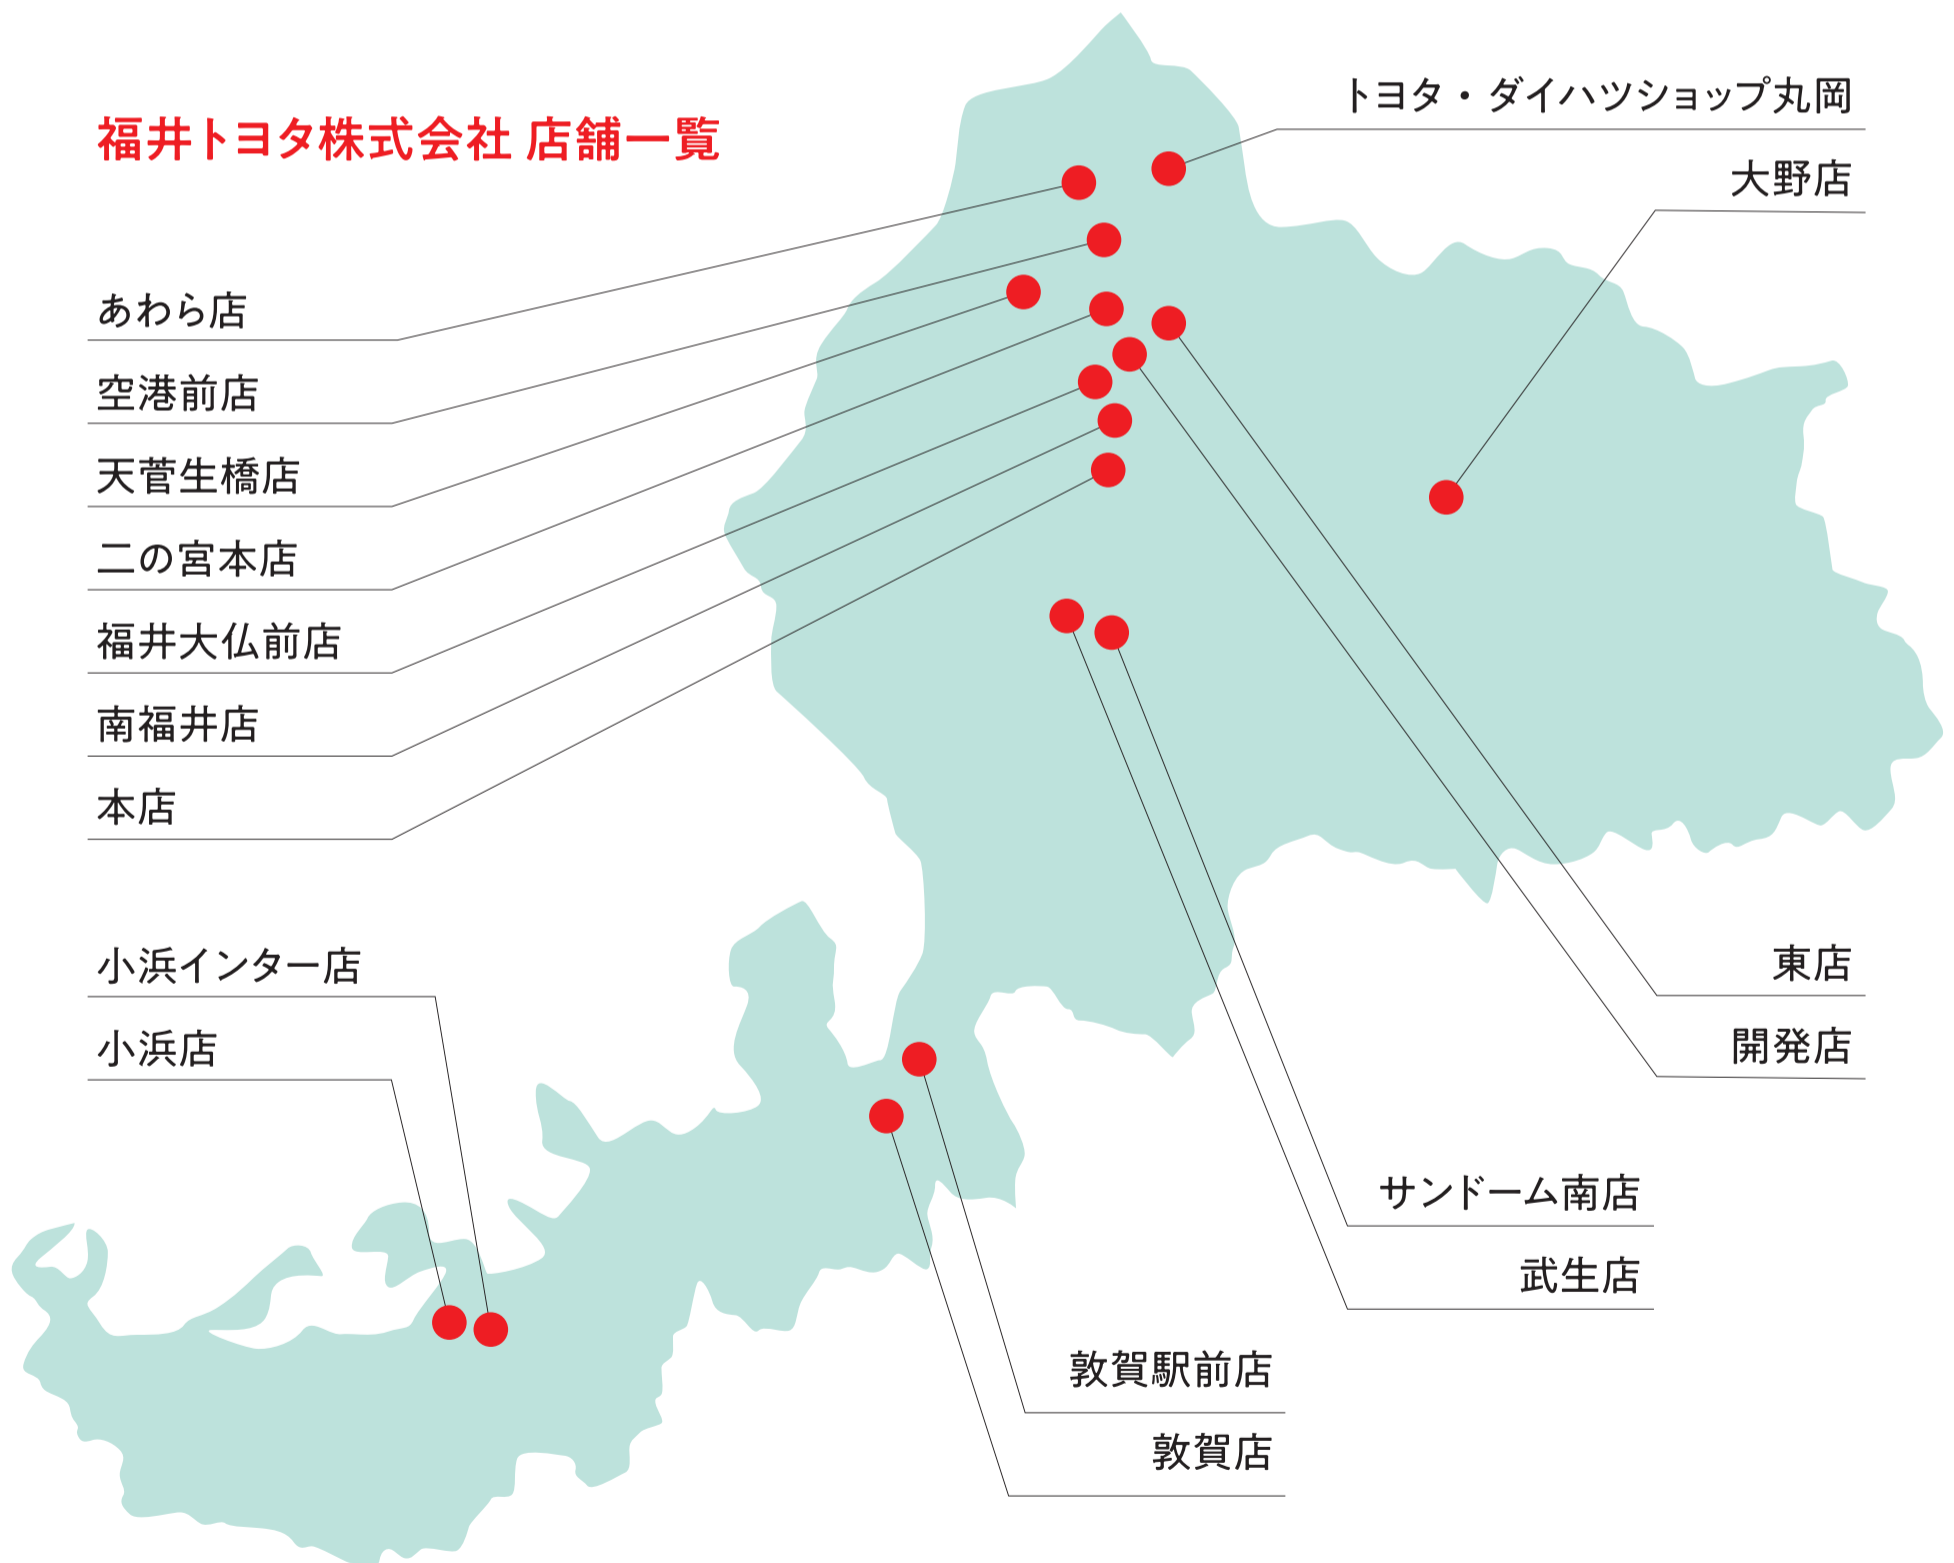 福井トヨタ株式会社 店舗一覧
トヨタ・ダイハツショップ丸岡
大野店
あわら店
空港前店
天菅生橋店
二の宮本店
福井大仏前店
南福井店
本店
小浜インター店
小浜店
東店
開発店
サンドーム南店
武生店
敦賀駅前店
敦賀店